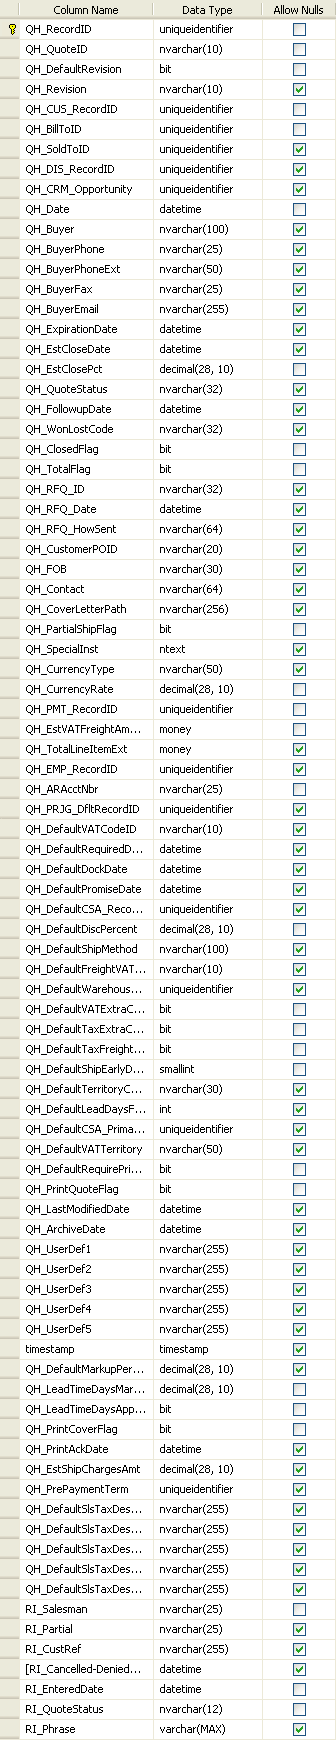 Column Name Data Type Allow Nulls
QH_RecordID uniqueidentifier
QH_QuoteID nvarchar(10)
QH_DefaultRevision bit
QH_Revision nvarchar(10)
QH_CUS_RecordID uniqueidentifier
QH_BillToID uniqueidentifier
QH_SoldToID uniqueidentifier
QH_DIS_RecordID uniqueidentifier
QH_CRM_Opportunity uniqueidentifier
QH_Date datetime
QH_Buyer nvarchar(100)
QH_BuyerPhone nvarchar(25)
QH_BuyerPhoneExt nvarchar(50)
QH_BuyerFax nvarchar(25)
QH_BuyerEmail nvarchar(255)
QH_ExpirationDate datetime
QH_EstCloseDate datetime
QH_EstClosePct decimal(28, 10)
QH_QuoteStatus nvarchar(32)
QH_FollowupDate datetime
QH_WonLostCode nvarchar(32)
QH_ClosedFlag bit
QH_TotalFlag bit
QH_RFQ_ID nvarchar(32)
QH_RFQ_Date datetime
QH_RFQ_HowSent nvarchar(64)
QH_CustomerPOID nvarchar(20)
QH_FOB nvarchar(30)
QH_Contact nvarchar(64)
QH_CoverLetterPath nvarchar(256)
QH_PartialShipFlag bit
QH_SpecialInst ntext
QH_CurrencyType nvarchar(50)
QH_CurrencyRate decimal(28, 10)
QH_PMT_RecordID uniqueidentifier
QH_EstVATFreightAm... money
QH_TotalLineItemExt money
QH_EMP_RecordID uniqueidentifier
QH_ARAcctNbr nvarchar(25)
QH_PRJG_DfltRecordID uniqueidentifier
QH_DefaultVATCodeID nvarchar(10)
QH_DefaultRequiredD... datetime
QH_DefaultDockDate datetime
QH_DefaultPromiseDate datetime
QH_DefaultCSA_Reco... uniqueidentifier
QH_DefaultDiscPercent decimal(28, 10)
QH_DefaultShipMethod nvarchar(100)
QH_DefaultFreightVAT... nvarchar(10)
QH_DefaultWarehous... uniqueidentifier
QH_DefaultVATExtraC... bit
QH_DefaultTaxExtraC... bit
QH_DefaultTaxFreight... bit
QH_DefaultShipEarlyD... smallint
QH_DefaultTerritoryC... nvarchar(30)
QH_DefaultLeadDaysF... int
QH_DefaultCSA_Prima... uniqueidentifier
QH_DefaultVATTerritory nvarchar(50)
QH_DefaultRequirePri... bit
QH_PrintQuoteFlag bit
QH_LastModifiedDate datetime
QH_ArchiveDate datetime
QH_UserDef1 nvarchar(255)
QH_UserDef2 nvarchar(255)
QH_UserDef3 nvarchar(255)
QH_UserDef4 nvarchar(255)
QH_UserDef5 nvarchar(255)
timestamp timestamp
QH_DefaultMarkupPer... decimal(28, 10)
QH_LeadTimeDaysMar... decimal(28, 10)
QH_LeadTimeDaysApp... bit
QH_PrintCoverFlag bit
QH_PrintAckDate datetime
QH_EstShipChargesAmt decimal(28, 10)
QH_PrePaymentTerm uniqueidentifier
QH_DefaultSlsTaxDes... nvarchar(255)
QH_DefaultSlsTaxDes... nvarchar(255)
QH_DefaultSlsTaxDes... nvarchar(255)
QH_DefaultSlsTaxDes... nvarchar(255)
QH_DefaultSlsTaxDes... nvarchar(255)
RI_Salesman nvarchar(25)
RI_Partial nvarchar(25)
RI_CustRef nvarchar(255)
[RI_Cancelled-Denied... datetime
RI_EnteredDate datetime
RI_QuoteStatus nvarchar(12)
RI_Phrase varchar(MAX)